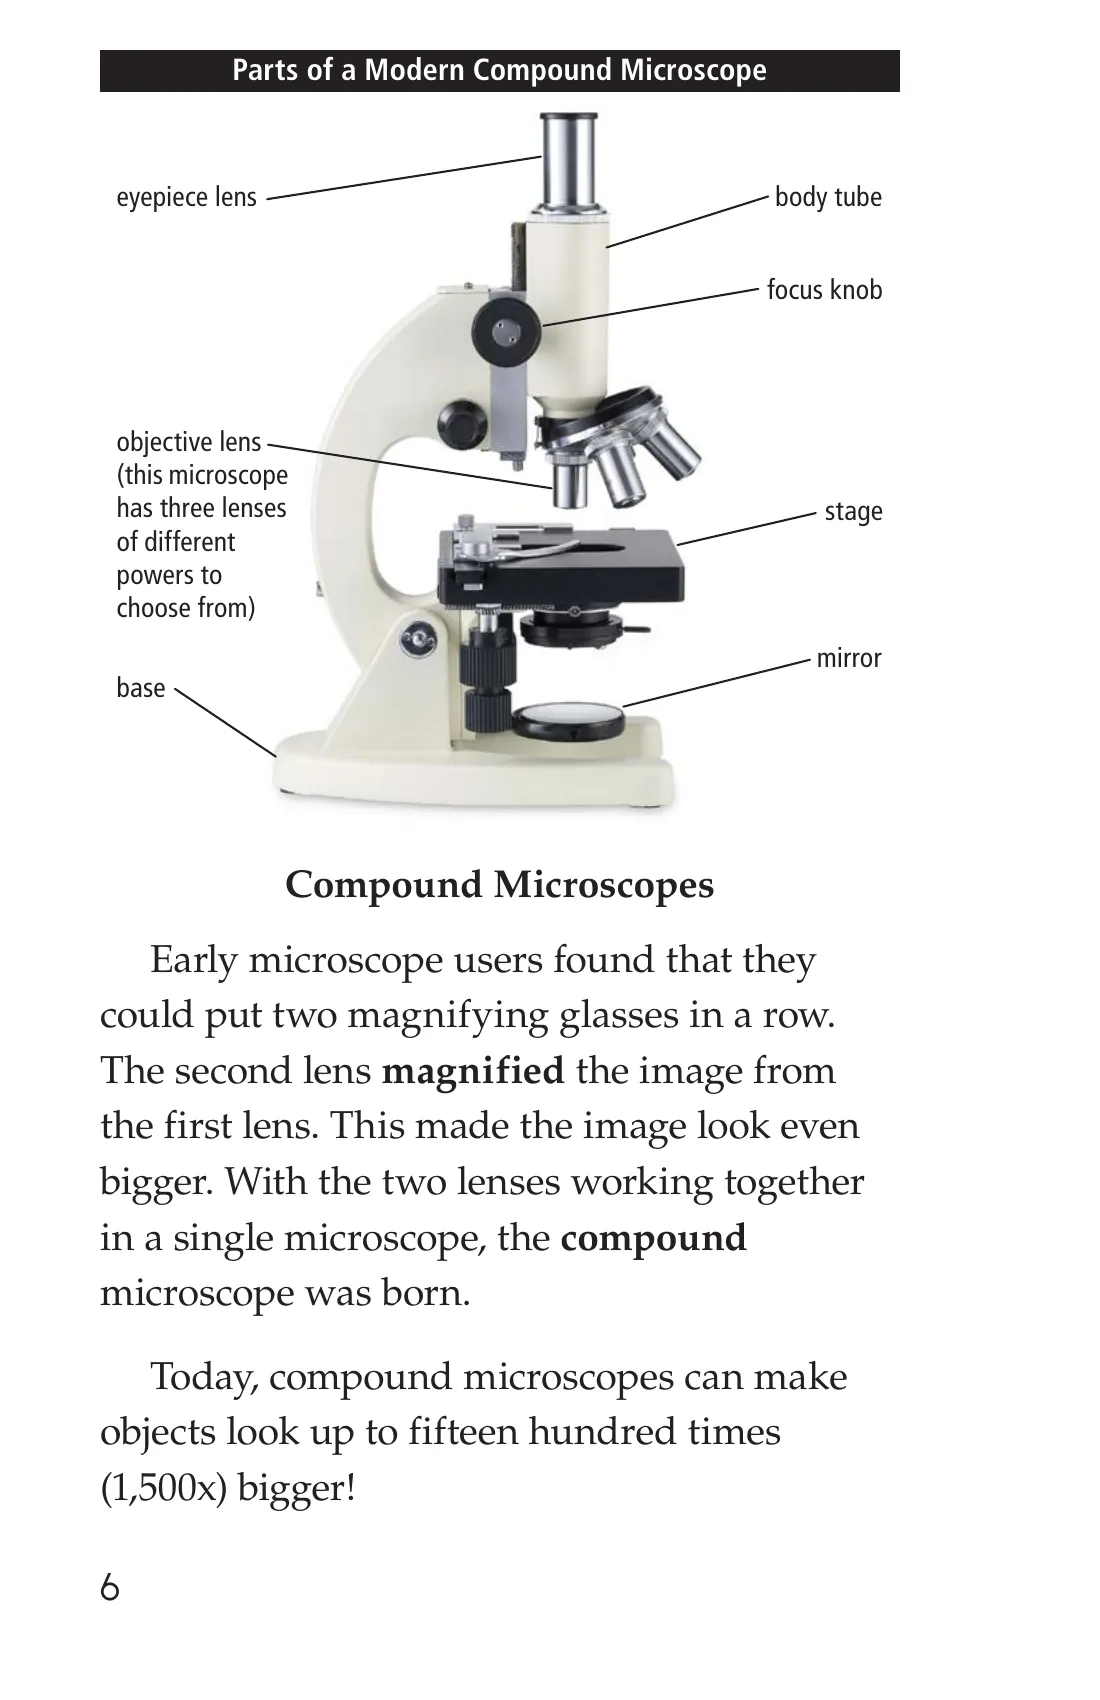 Parts of a Modern Compound Microscope
eyepiece lens
body tube
focus knob
objective lens
(this microscope
has three lenses
of different
powers to
choose from)
stage
mirror
base
Compound Microscopes
Early microscope users found that they
could put two magnifying glasses in a row.
The second lens magnified the image from
the first lens. This made the image look even
bigger. With the two lenses working together
in a single microscope, the compound
microscope was born.
Today, compound microscopes can make
objects look up to fifteen hundred times
(1,500x) bigger!
6